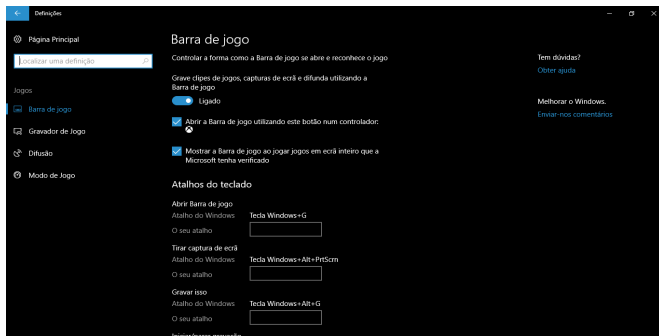 Definições
Página Principal
Localizar uma definição
Jogos
Barra de jogo
Gravador de Jogo
Difusão
Modo de Jogo
Barra de jogo
Controlar a forma como a Barra de jogo se abre e reconhece o jogo
Grave clipes de jogos, capturas de ecrã e difunda utilizando a
Barra de jogo
Ligado
Abrir a Barra de jogo utilizando este botão num controlador:
Mostrar a Barra de jogo ao jogar jogos em ecrã inteiro que a
Microsoft tenha verificado
Atalhos do teclado
Abrir Barra de jogo
Atalho do Windows Tecla Windows+G
O seu atalho
Tirar captura de ecrã
Atalho do Windows Tecla Windows+Alt+PrtScrn
O seu atalho
Gravar isso
Atalho do Windows Tecla Windows+Alt+G
O seu atalho
Iniciar/parar gravação
Tem dúvidas?
Obter ajuda
Melhorar o Windows.
Enviar-nos comentários